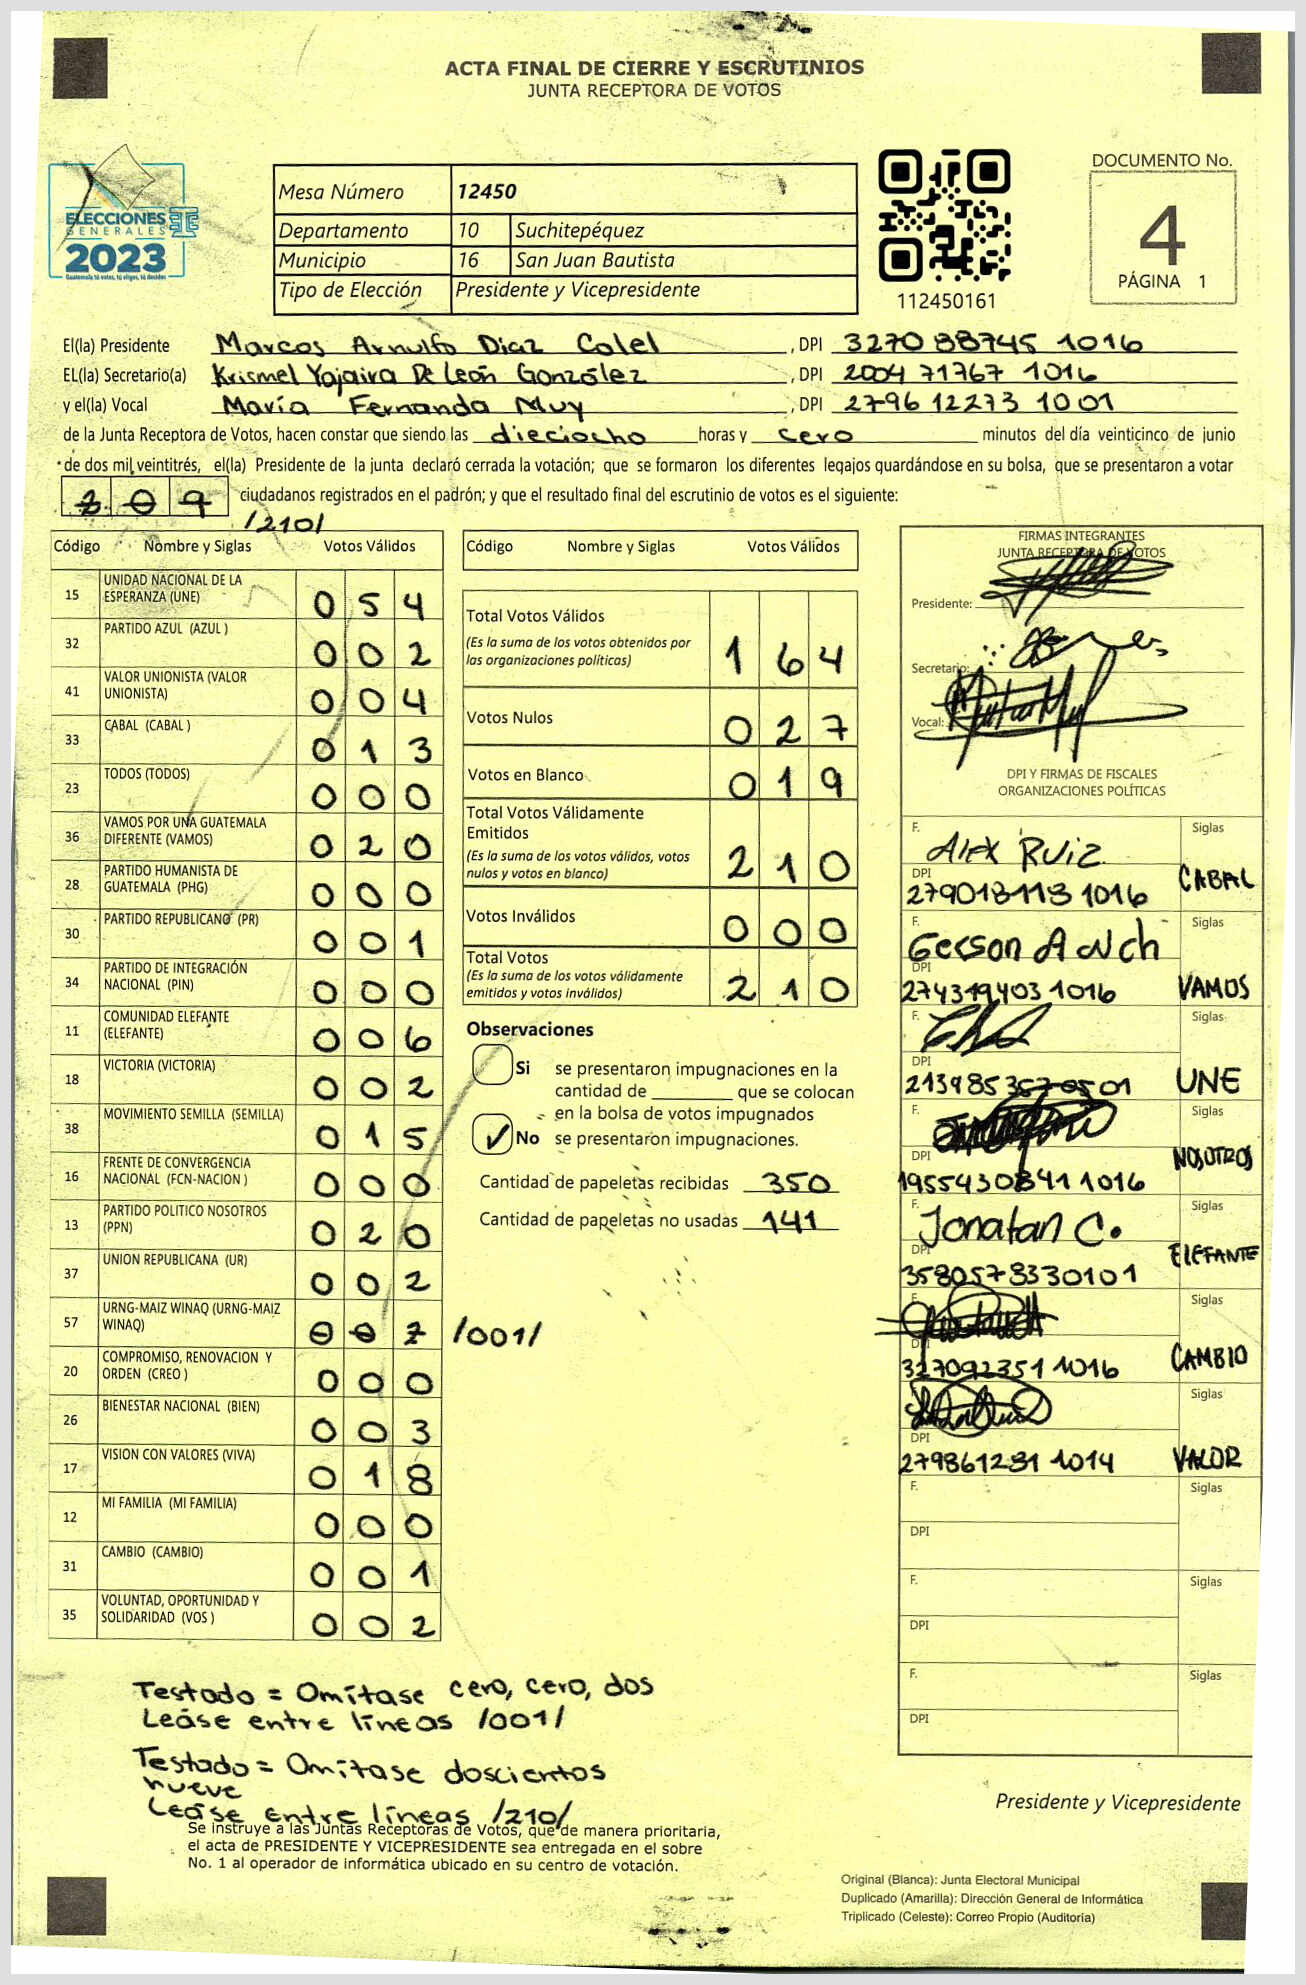 ACTA FINAL DE CIERRE Y ESCRUTINIOS
JUNTA RECEPTORA DE VOTOS
ELECCIONES
GENERALES
2023
Guatemala tú votas, tú eliges, tú decides
Mesa Número 12450
Departamento 10 Suchitepéquez
Municipio 16 San Juan Bautista
Tipo de Elección Presidente y Vicepresidente
112450161
DOCUMENTO No.
4
PÁGINA 1
El(la) Presidente Marcos Arnulfo Diaz Colel , DPI 3270 88745 1016
EL(la) Secretario(a) Krismel Yajaira De León González , DPI 2004 71767 1016
y el(la) Vocal María Fernanda Muy , DPI 2796 12273 1001
de la Junta Receptora de Votos, hacen constar que siendo las dieciocho horas y cero minutos del día veinticinco de junio
de dos mil veintitrés, el(la) Presidente de la junta declaró cerrada la votación; que se formaron los diferentes legajos guardándose en su bolsa, que se presentaron a votar
209 ciudadanos registrados en el padrón; y que el resultado final del escrutinio de votos es el siguiente:
/210/
Código Nombre y Siglas Votos Válidos
15 UNIDAD NACIONAL DE LA ESPERANZA (UNE) 0 5 4
32 PARTIDO AZUL (AZUL ) 0 0 2
41 VALOR UNIONISTA (VALOR UNIONISTA) 0 0 4
33 CABAL (CABAL ) 0 1 3
23 TODOS (TODOS) 0 0 0
36 VAMOS POR UNA GUATEMALA DIFERENTE (VAMOS) 0 2 0
28 PARTIDO HUMANISTA DE GUATEMALA (PHG) 0 0 0
30 PARTIDO REPUBLICANO (PR) 0 0 1
34 PARTIDO DE INTEGRACIÓN NACIONAL (PIN) 0 0 0
11 COMUNIDAD ELEFANTE (ELEFANTE) 0 0 6
18 VICTORIA (VICTORIA) 0 0 2
38 MOVIMIENTO SEMILLA (SEMILLA) 0 1 5
16 FRENTE DE CONVERGENCIA NACIONAL (FCN-NACION ) 0 0 0
13 PARTIDO POLITICO NOSOTROS (PPN) 0 2 0
37 UNION REPUBLICANA (UR) 0 0 2
57 URNG-MAIZ WINAQ (URNG-MAIZ WINAQ) 0 0 2 /001/
20 COMPROMISO, RENOVACION Y ORDEN (CREO ) 0 0 0
26 BIENESTAR NACIONAL (BIEN) 0 0 3
17 VISION CON VALORES (VIVA) 0 1 8
12 MI FAMILIA (MI FAMILIA) 0 0 0
31 CAMBIO (CAMBIO) 0 0 1
35 VOLUNTAD, OPORTUNIDAD Y SOLIDARIDAD (VOS ) 0 0 2
Código Nombre y Siglas Votos Válidos
Total Votos Válidos
(Es la suma de los votos obtenidos por
las organizaciones políticas) 1 6 4
Votos Nulos 0 2 7
Votos en Blanco 0 1 9
Total Votos Válidamente
Emitidos
(Es la suma de los votos válidos, votos
nulos y votos en blanco) 2 1 0
Votos Inválidos 0 0 0
Total Votos
(Es la suma de los votos válidamente
emitidos y votos inválidos) 2 1 0
Observaciones
Si se presentaron impugnaciones en la
cantidad de ________ que se colocan
en la bolsa de votos impugnados
No se presentaron impugnaciones.
Cantidad de papeletas recibidas 350
Cantidad de papeletas no usadas 141
FIRMAS INTEGRANTES
JUNTA RECEPTORA DE VOTOS
Presidente:
Secretario:
Vocal:
DPI Y FIRMAS DE FISCALES
ORGANIZACIONES POLÍTICAS
F. Alex Ruiz Siglas
DPI 279018113 1016 CABAL
F. Gerson A Siglas
DPI 274319403 1016 VAMOS
F. Siglas
DPI UNE
F. Siglas
DPI NOSOTROS
F. Jonatan C. Siglas
DPI 3580578330101 ELEFANTE
F. Siglas
DPI 327092351 1016 CAMBIO
F. Siglas
DPI 279861231 1014 VALOR
F. Siglas
DPI
F. Siglas
DPI
F. Siglas
DPI
Testado = Omítase cero, cero, dos
Leáse entre líneas /001/
Testado = Omítase doscientos
nueve
Leáse entre líneas /210/
Se instruye a las Juntas Receptoras de Votos, que de manera prioritaria,
el acta de PRESIDENTE Y VICEPRESIDENTE sea entregada en el sobre
No. 1 al operador de informática ubicado en su centro de votación.
Presidente y Vicepresidente
Original (Blanca): Junta Electoral Municipal
Duplicado (Amarilla): Dirección General de Informática
Triplicado (Celeste): Correo Propio (Auditoría)